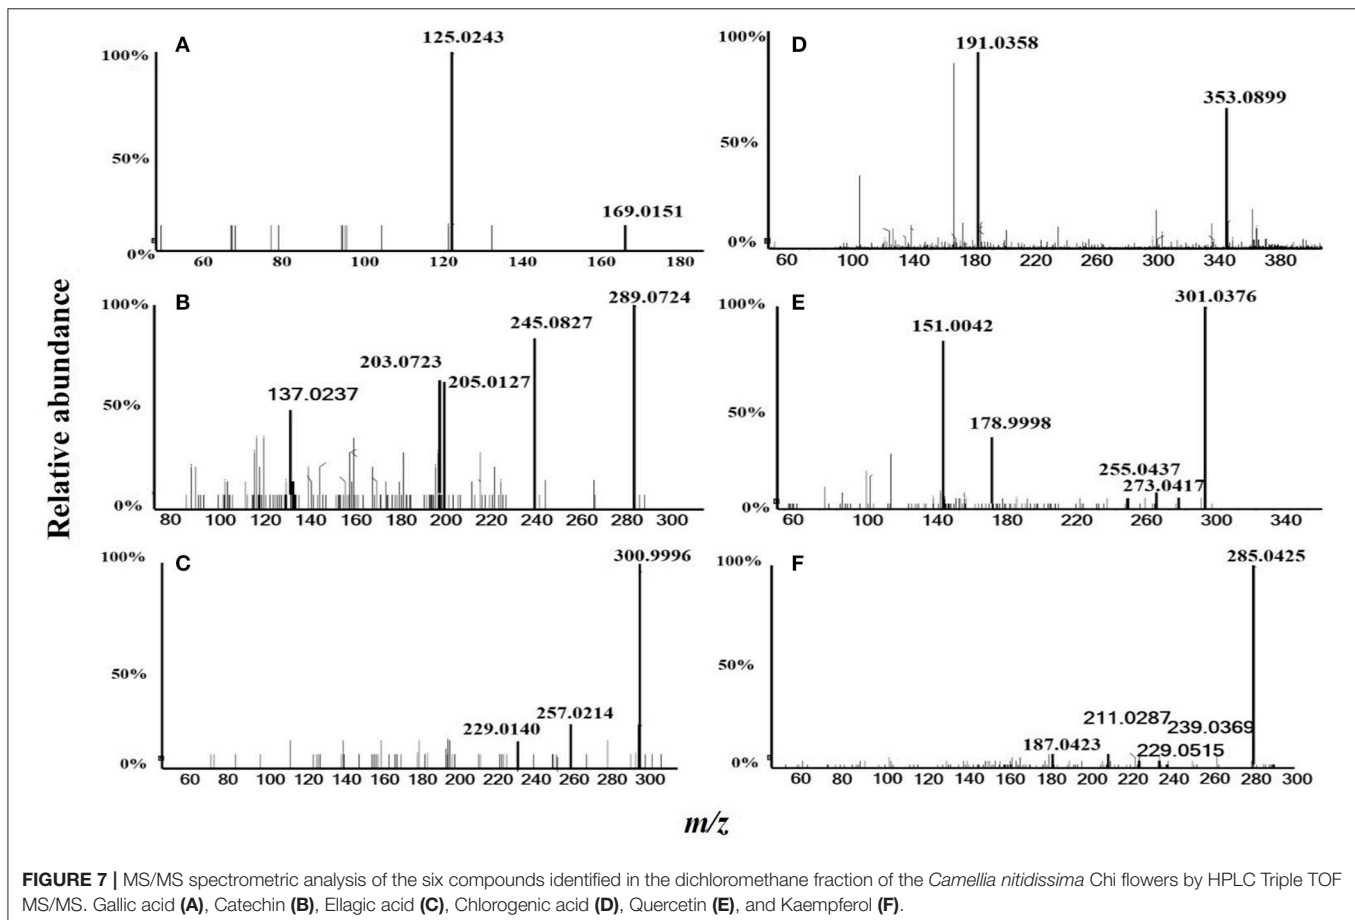 Relative abundance
A
100%
50%
0%
125.0243
169.0151
60 80 100 120 140 160 180
B
100%
50%
0%
289.0724
245.0827
203.0723
205.0127
137.0237
80 100 120 140 160 180 200 220 240 260 280 300
C
100%
50%
0%
300.9996
257.0214
229.0140
60 80 100 120 140 160 180 200 220 240 260 280 300
D
100%
50%
0%
191.0358
353.0899
60 100 140 180 220 260 300 340 380
E
100%
50%
0%
301.0376
151.0042
178.9998
255.0437
273.0417
60 100 140 180 220 260 300 340
F
100%
50%
0%
285.0425
211.0287
239.0369
187.0423
229.0515
60 80 100 120 140 160 180 200 220 240 260 280 300
m/z
FIGURE 7 | MS/MS spectrometric analysis of the six compounds identified in the dichloromethane fraction of the Camellia nitidissima Chi flowers by HPLC Triple TOF
MS/MS. Gallic acid (A), Catechin (B), Ellagic acid (C), Chlorogenic acid (D), Quercetin (E), and Kaempferol (F).